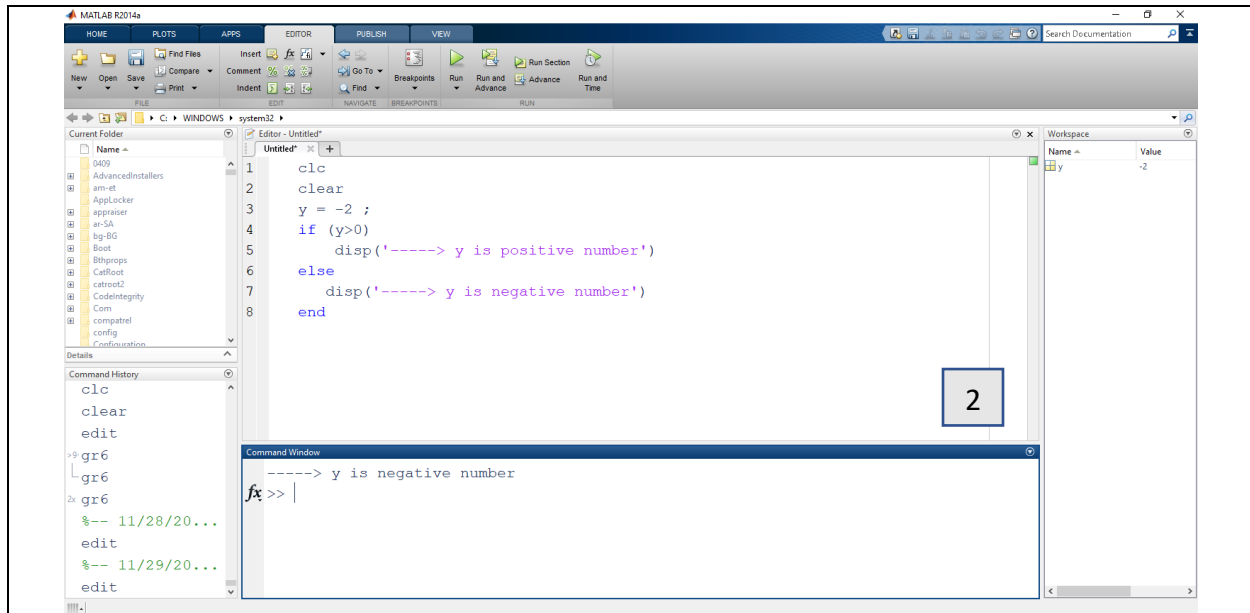 MATLAB R2014a
HOME PLOTS APPS EDITOR PUBLISH VIEW
Search Documentation
New Open Save
Find Files
Compare
Print
FILE
Insert fx
Comment
Indent
EDIT
Go To
Find
NAVIGATE
Breakpoints
BREAKPOINTS
Run
Run and Advance
Run Section
Advance
Run and Time
RUN
C: WINDOWS system32
Current Folder
Name
0409
AdvancedInstallers
am-et
AppLocker
appraiser
ar-SA
bg-BG
Boot
Bthprops
CatRoot
catroot2
CodeIntegrity
Com
compatrel
config
Configuration
Details
Command History
clc
clear
edit
gr6
gr6
2x gr6
%-- 11/28/20...
edit
%-- 11/29/20...
edit
Editor - Untitled*
Untitled* × +
1 clc
2 clear
3 y = -2 ;
4 if (y>0)
5 disp('-----> y is positive number')
6 else
7 disp('-----> y is negative number')
8 end
2
Command Window
-----> y is negative number
fx >>
Workspace
Name Value
y -2